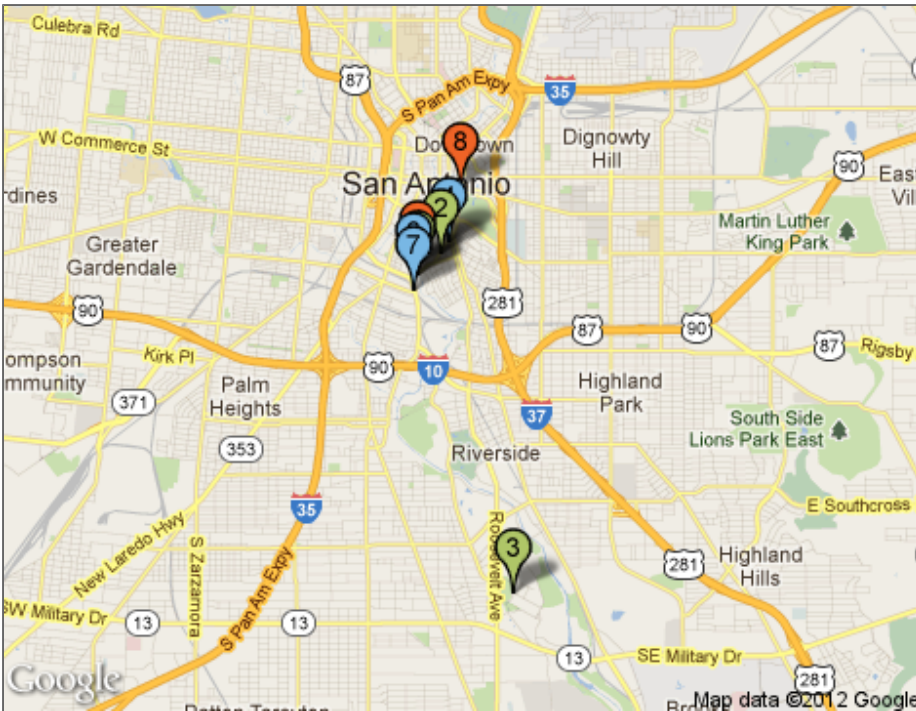 Culebra Rd
87
S Pan Am Expy
35
W Commerce St
8
Dignowty
Hill
90
San Antonio
2
7
Martin Luther
King Park
Greater
Gardendale
281
90
87
90
87
Rigsby
Kirk Pl
90
10
371
Palm
Heights
Highland
Park
37
South Side
Lions Park East
353
Riverside
35
E Southcross
New Laredo Hwy
S Zarzamora
S Pan Am Expy
Roosevelt Ave
3
281
Highland
Hills
SW Military Dr
13
13
13
SE Military Dr
281
Google
Map data ©2012 Google